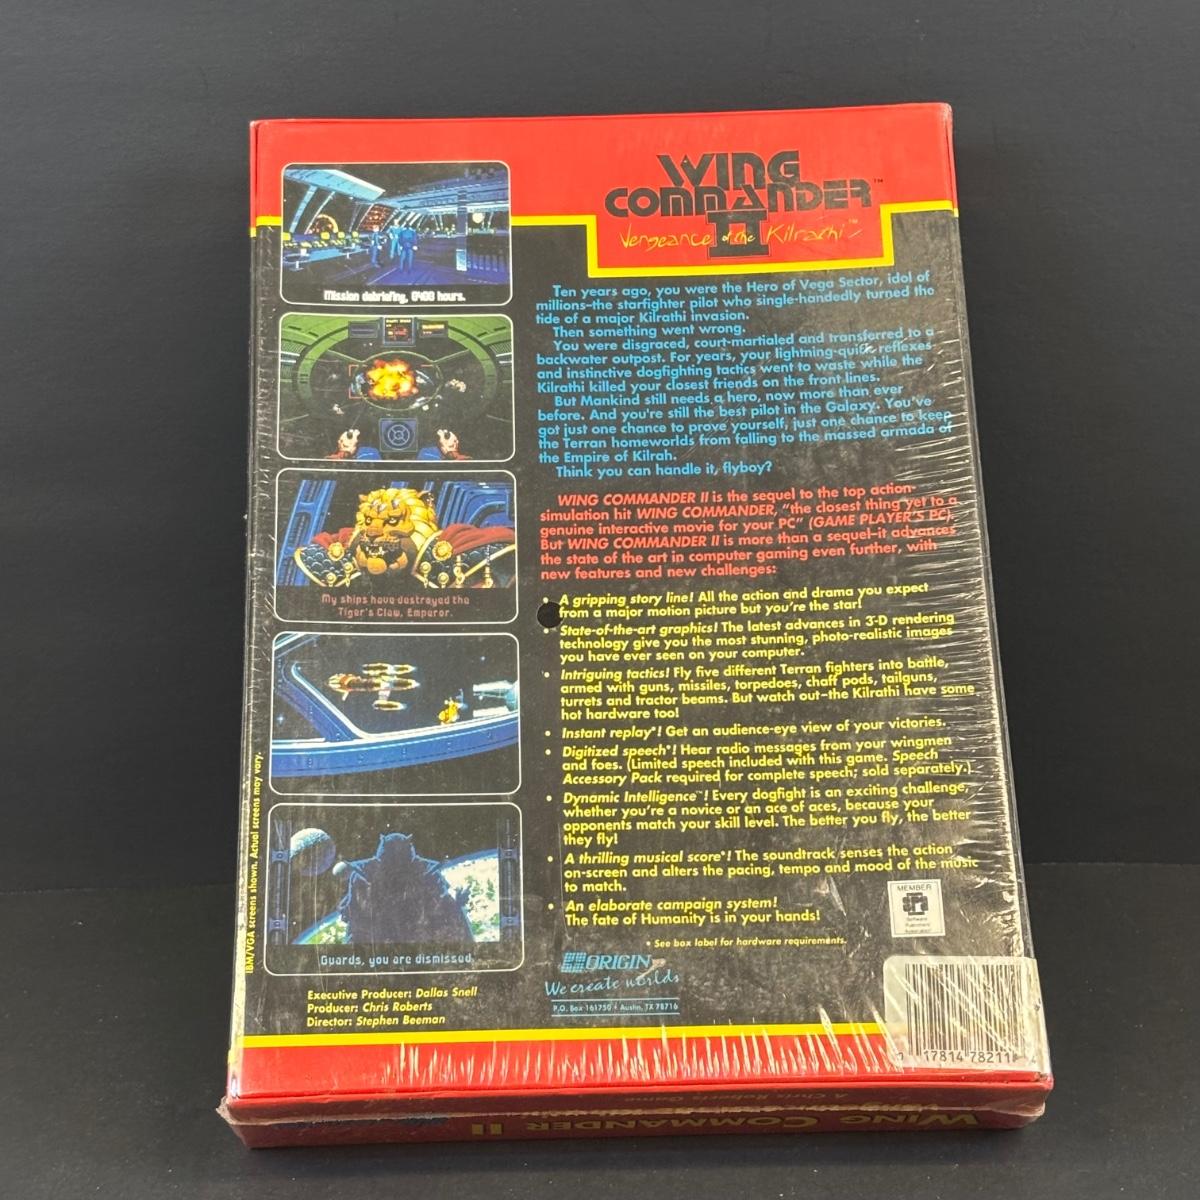 WING
COMMANDER™
II
Vengeance of the Kilrathi™
Mission debriefing, 0400 hours.
My ships have destroyed the
Tiger's Claw, Emperor.
Guards, you are dismissed.
IBM/VGA screens shown. Actual screens may vary.
Executive Producer: Dallas Snell
Producer: Chris Roberts
Director: Stephen Beeman
Ten years ago, you were the Hero of Vega Sector, idol of
millions–the starfighter pilot who single-handedly turned the
tide of a major Kilrathi invasion.
Then something went wrong.
You were disgraced, court-martialed and transferred to a
backwater outpost. For years, your lightning-quick reflexes
and instinctive dogfighting tactics went to waste while the
Kilrathi killed your closest friends on the front lines.
But Mankind still needs a hero, now more than ever
before. And you're still the best pilot in the Galaxy. You've
got just one chance to prove yourself, just one chance to keep
the Terran homeworlds from falling to the massed armada of
the Empire of Kilrah.
Think you can handle it, flyboy?
WING COMMANDER II is the sequel to the top action-
simulation hit WING COMMANDER, "the closest thing yet to a
genuine interactive movie for your PC" (GAME PLAYER'S PC).
But WING COMMANDER II is more than a sequel–it advances
the state of the art in computer gaming even further, with
new features and new challenges:
• A gripping story line! All the action and drama you expect
from a major motion picture but you're the star!
• State-of-the-art graphics! The latest advances in 3-D rendering
technology give you the most stunning, photo-realistic images
you have ever seen on your computer.
• Intriguing tactics! Fly five different Terran fighters into battle,
armed with guns, missiles, torpedoes, chaff pods, tailguns,
turrets and tractor beams. But watch out–the Kilrathi have some
hot hardware too!
• Instant replay*! Get an audience-eye view of your victories.
• Digitized speech*! Hear radio messages from your wingmen
and foes. (Limited speech included with this game. Speech
Accessory Pack required for complete speech; sold separately.)
• Dynamic Intelligence™! Every dogfight is an exciting challenge,
whether you're a novice or an ace of aces, because your
opponents match your skill level. The better you fly, the better
they fly!
• A thrilling musical score*! The soundtrack senses the action
on-screen and alters the pacing, tempo and mood of the music
to match.
• An elaborate campaign system!
The fate of Humanity is in your hands!
* See box label for hardware requirements.
MEMBER
Software
Publishers
Association
ORIGIN
We create worlds
P.O. Box 161750 • Austin, TX 78716
17814 78211
A Chris Roberts Game
WING COMMANDER II